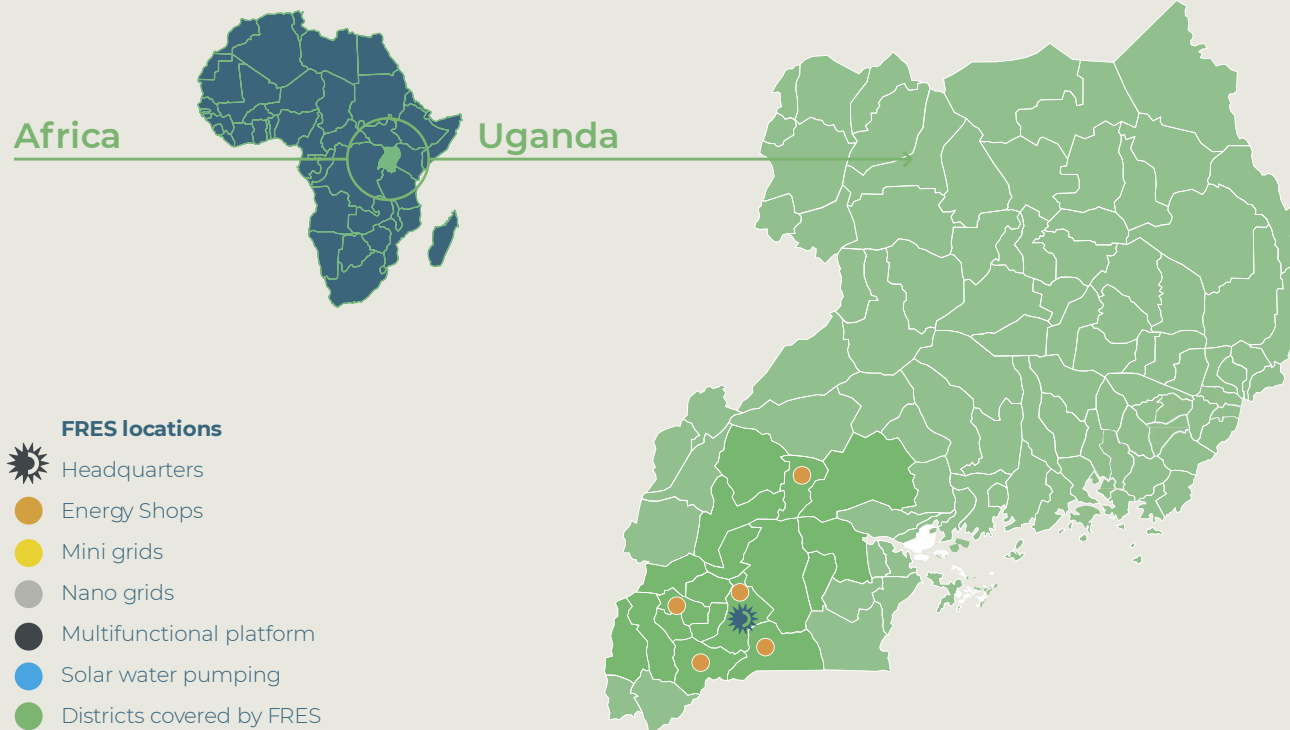 Africa
Uganda
FRES locations
Headquarters
Energy Shops
Mini grids
Nano grids
Multifunctional platform
Solar water pumping
Districts covered by FRES